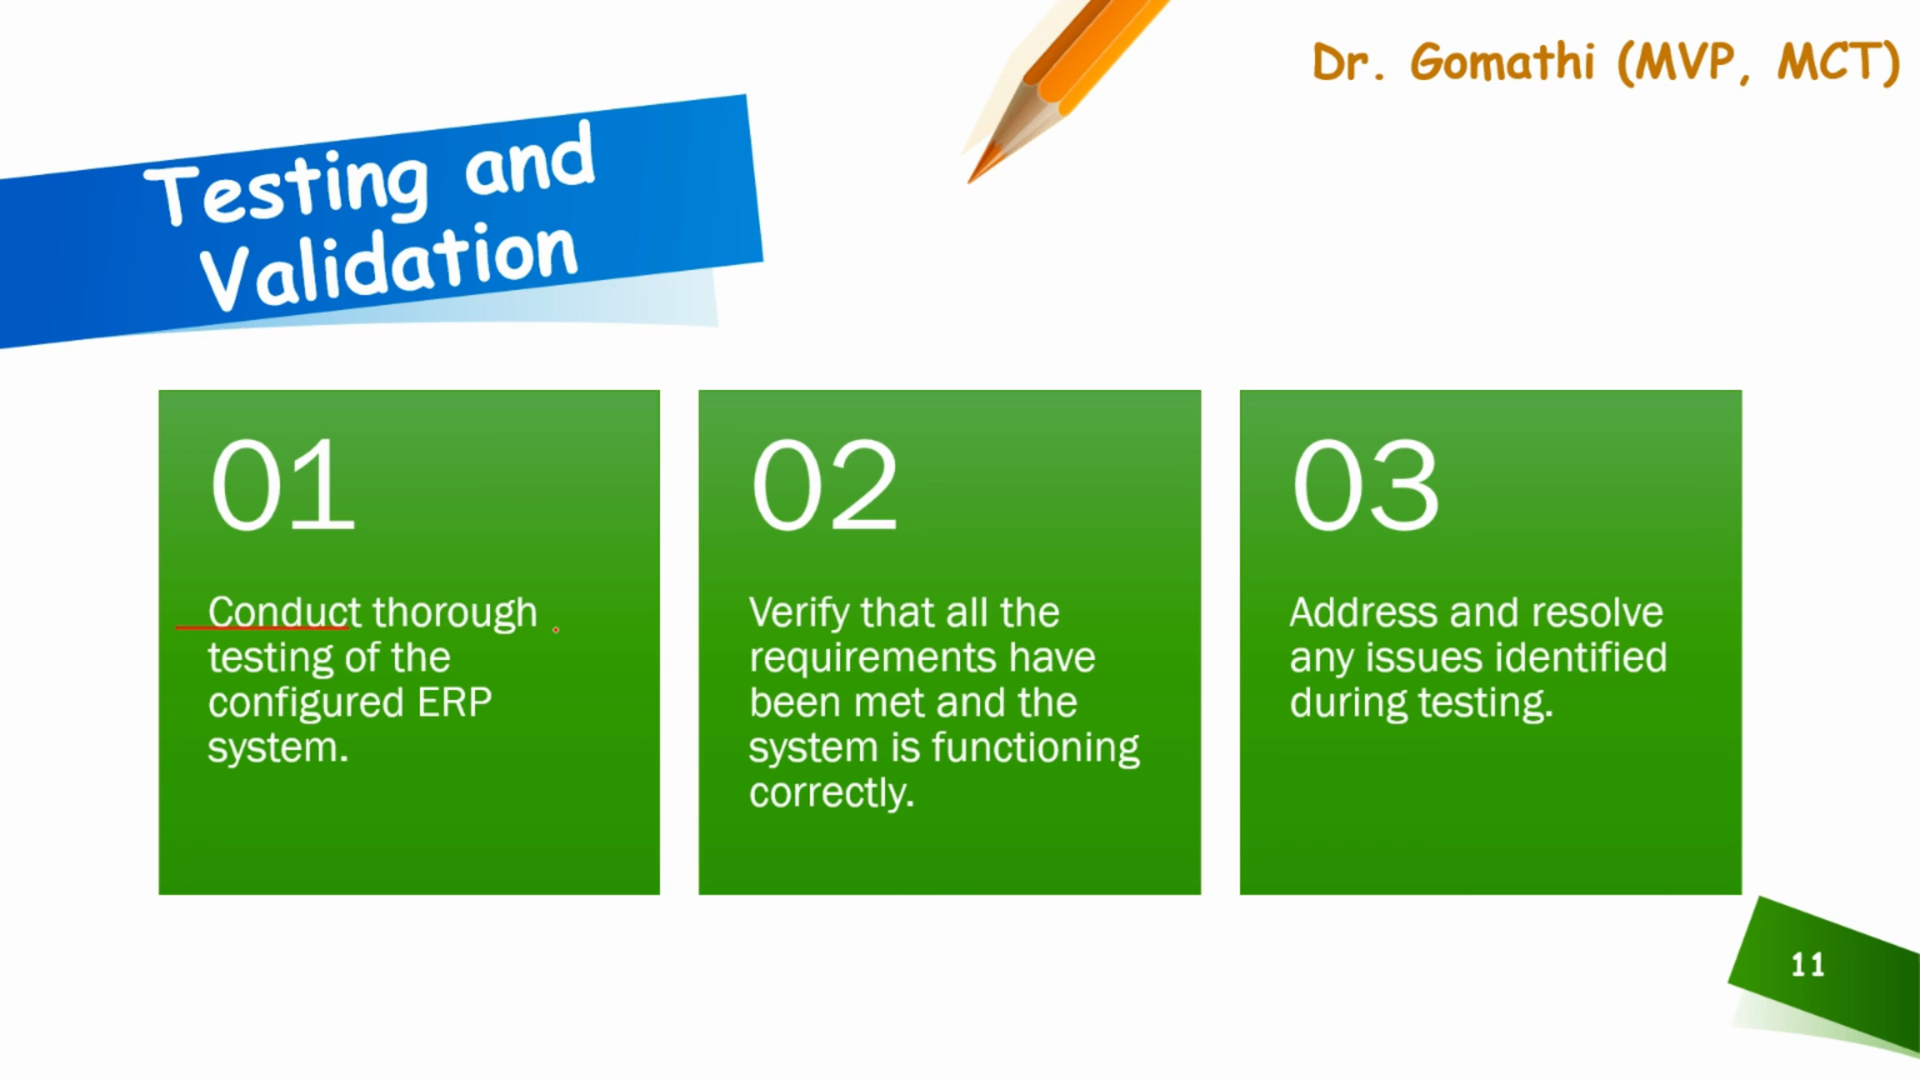 Dr. Gomathi (MVP, MCT)
Testing and
Validation
01
Conduct thorough
testing of the
configured ERP
system.
02
Verify that all the
requirements have
been met and the
system is functioning
correctly.
03
Address and resolve
any issues identified
during testing.
11